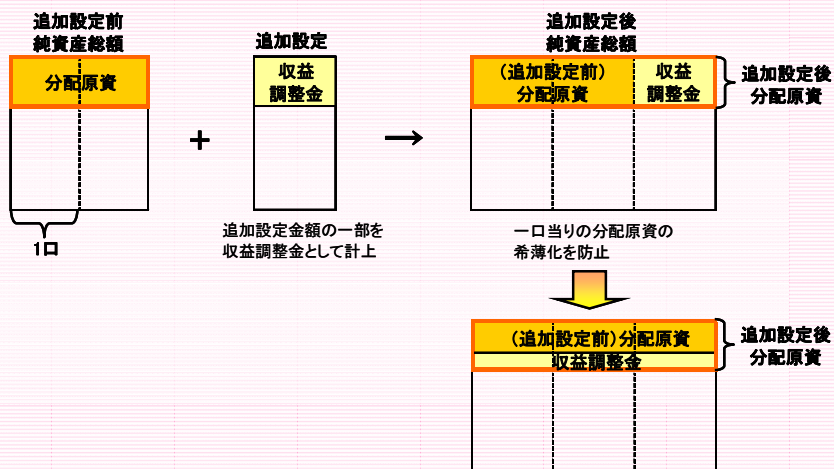 追加設定前
純資産総額
分配原資
1口
+
追加設定
収益
調整金
追加設定金額の一部を
収益調整金として計上
→
追加設定後
純資産総額
(追加設定前)
分配原資
収益
調整金
追加設定後
分配原資
一口当りの分配原資の
希薄化を防止
(追加設定前)分配原資
収益調整金
追加設定後
分配原資